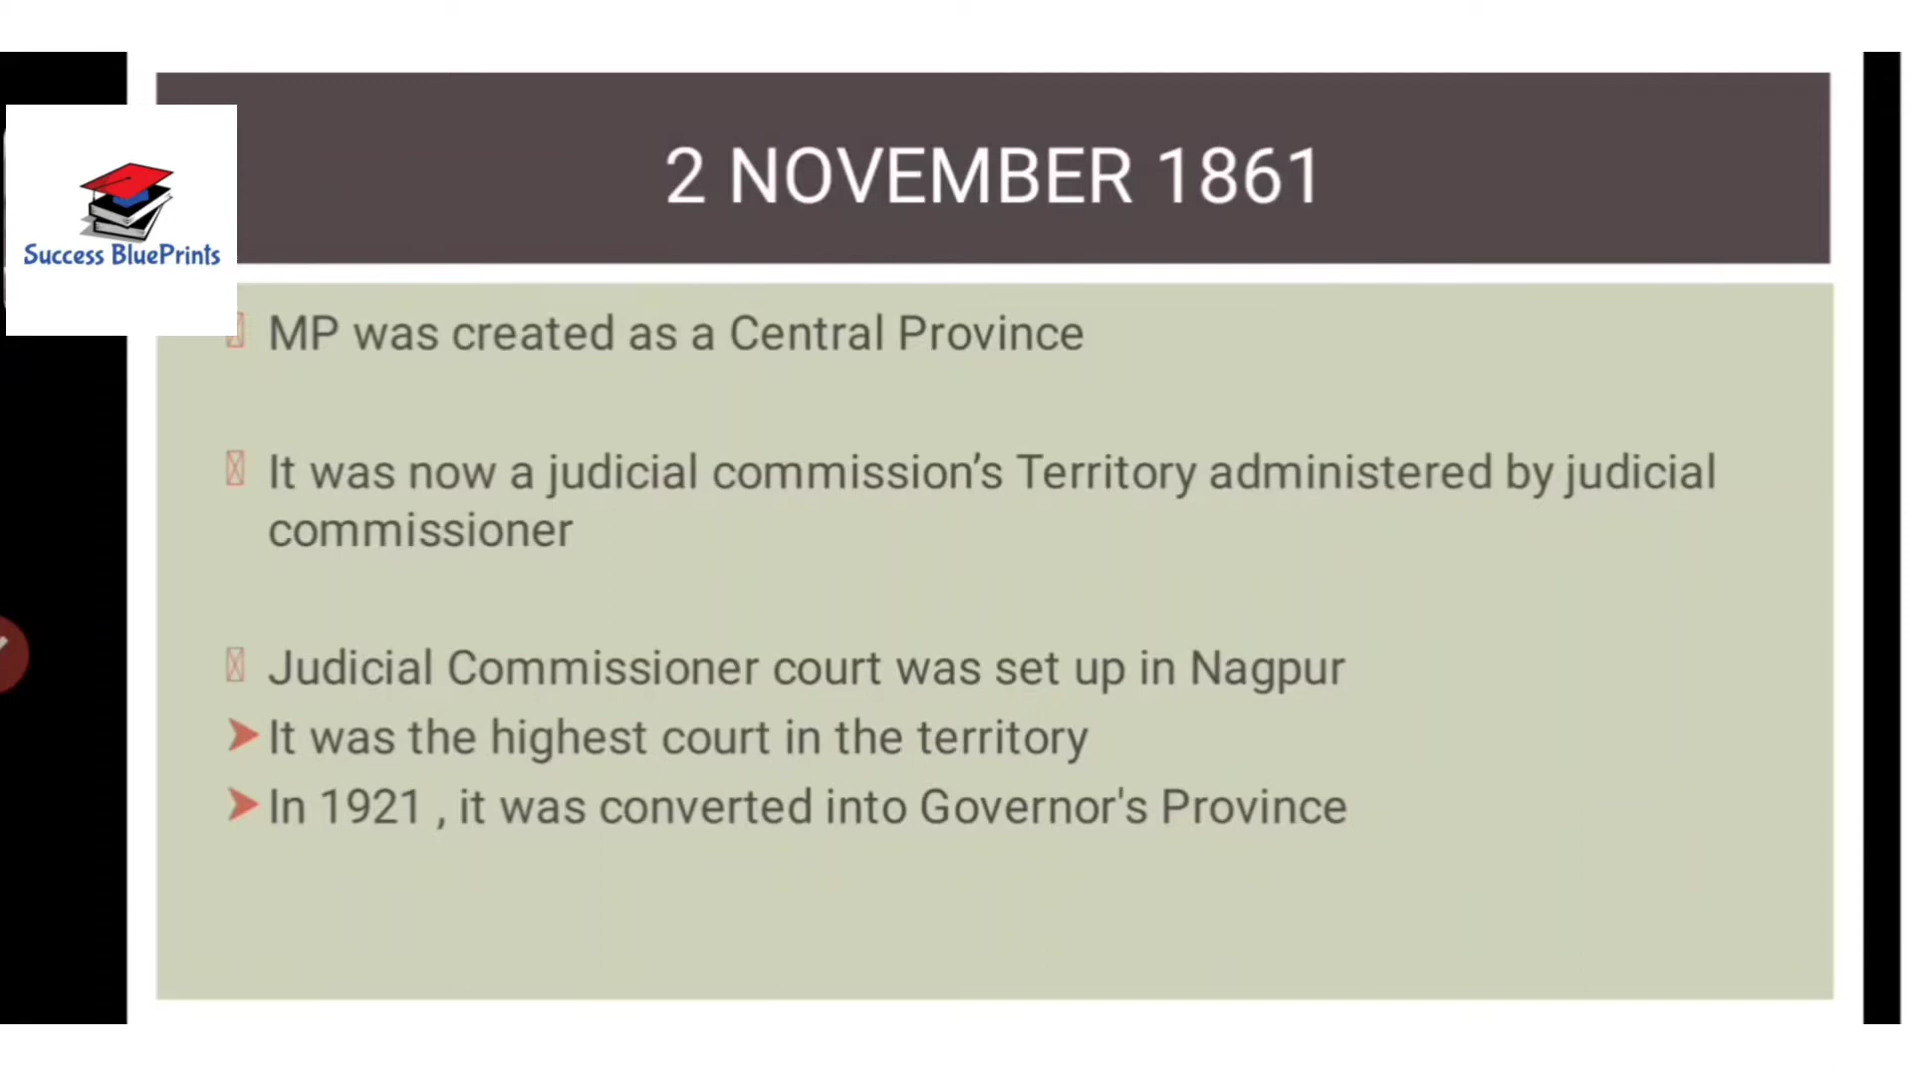 2 NOVEMBER 1861
Success BluePrints
MP was created as a Central Province
It was now a judicial commission’s Territory administered by judicial
commissioner
Judicial Commissioner court was set up in Nagpur
It was the highest court in the territory
In 1921 , it was converted into Governor's Province